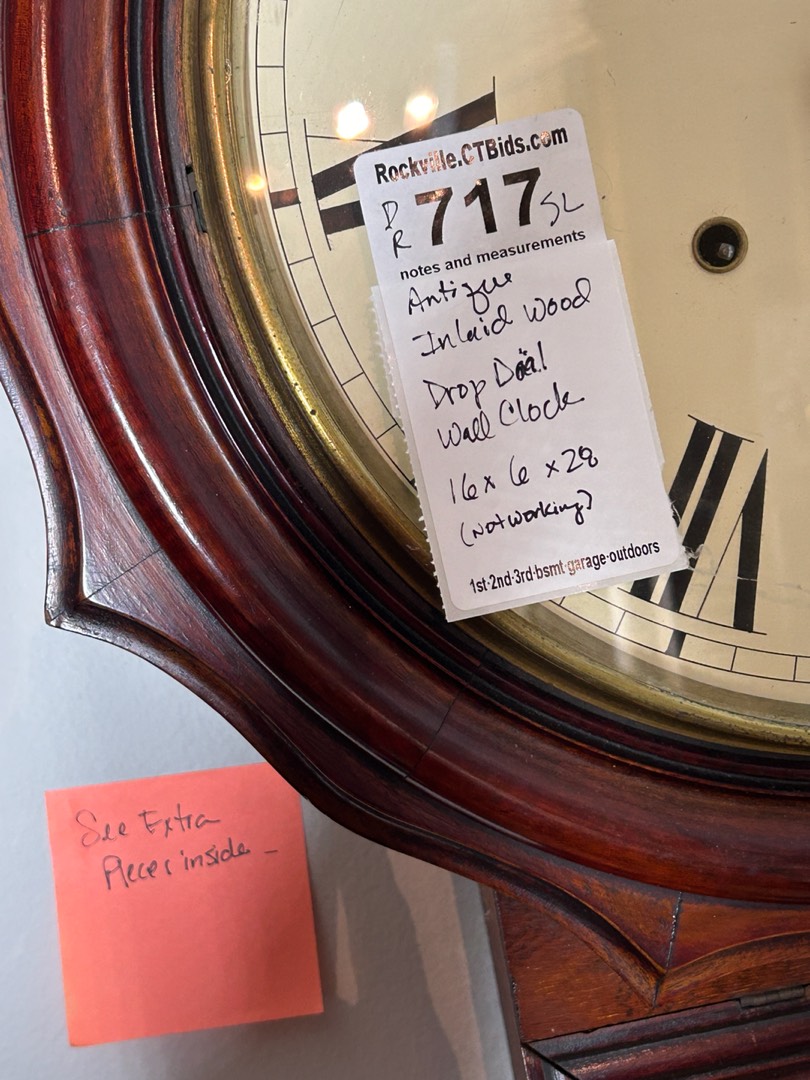 Rockville.CTBids.com
DR 717 SL
notes and measurements
Antique
Inlaid Wood
Drop Dial
Wall Clock
16 x 6 x 28
(Not working)
1st·2nd·3rd·bsmt·garage·outdoors
See Extra
Pieces inside -